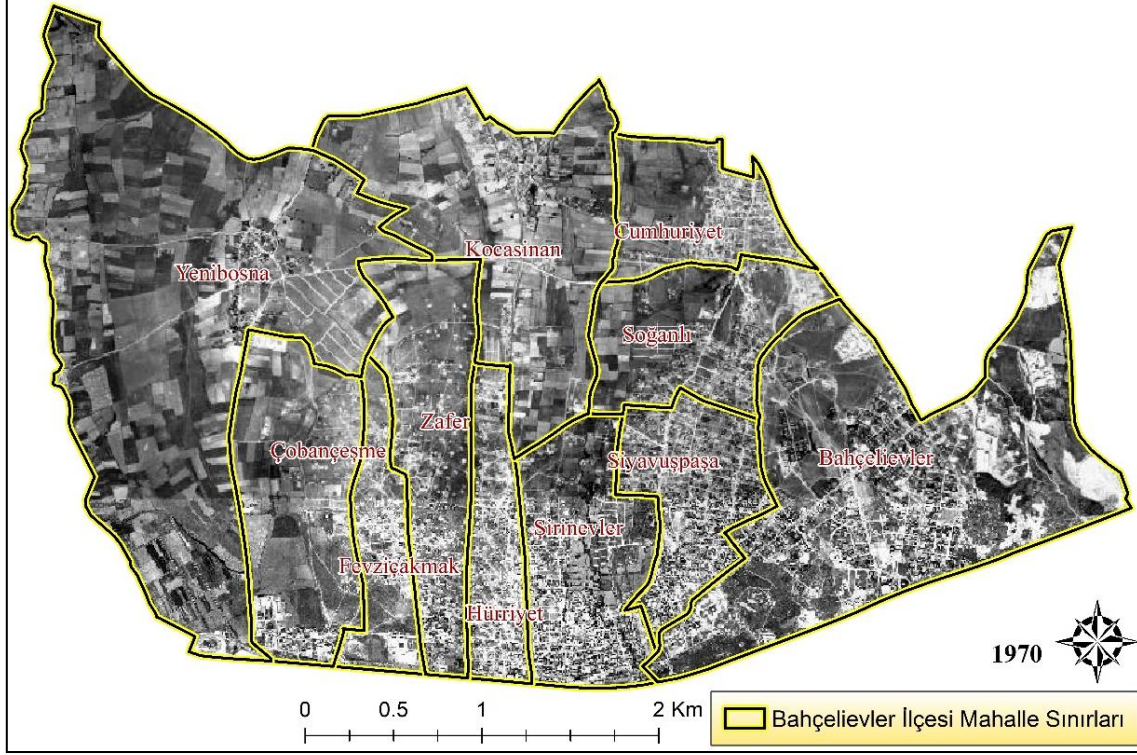 Cumhuriyet
Kocasinan
Yenibosna
Soğanlı
Zafer
Çobançeşme
Siyavuşpaşa
Bahçelievler
Şirinevler
Fevziçakmak
Hürriyet
1970
0 0.5 1 2 Km
Bahçelievler İlçesi Mahalle Sınırları